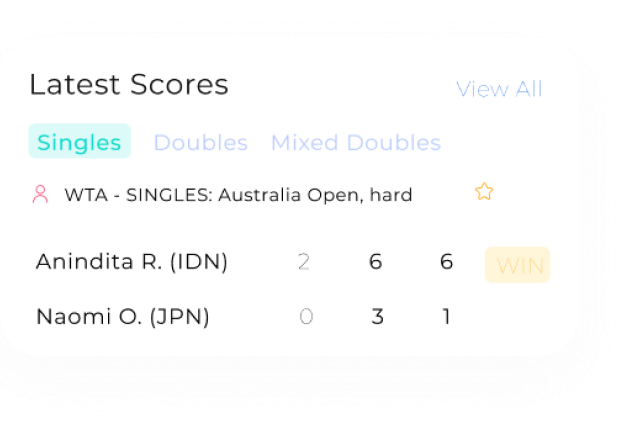 Latest Scores View All
Singles Doubles Mixed Doubles
WTA - SINGLES: Australia Open, hard
Anindita R. (IDN) 2 6 6 WIN
Naomi O. (JPN) 0 3 1